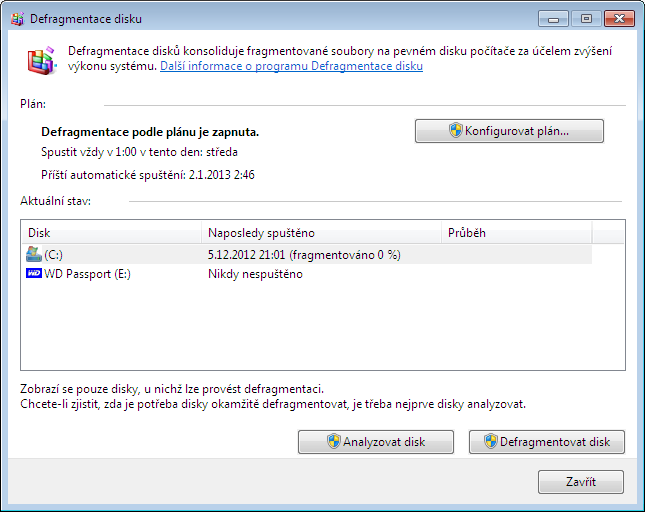 Defragmentace disku
Defragmentace disků konsoliduje fragmentované soubory na pevném disku počítače za účelem zvýšení
výkonu systému. Další informace o programu Defragmentace disku
Plán:
Defragmentace podle plánu je zapnuta.
Konfigurovat plán...
Spustit vždy v 1:00 v tento den: středa
Příští automatické spuštění: 2.1.2013 2:46
Aktuální stav:
Disk Naposledy spuštěno Průběh
(C:) 5.12.2012 21:01 (fragmentováno 0 %)
WD WD Passport (E:) Nikdy nespuštěno
Zobrazí se pouze disky, u nichž lze provést defragmentaci.
Chcete-li zjistit, zda je potřeba disky okamžitě defragmentovat, je třeba nejprve disky analyzovat.
Analyzovat disk Defragmentovat disk
Zavřít